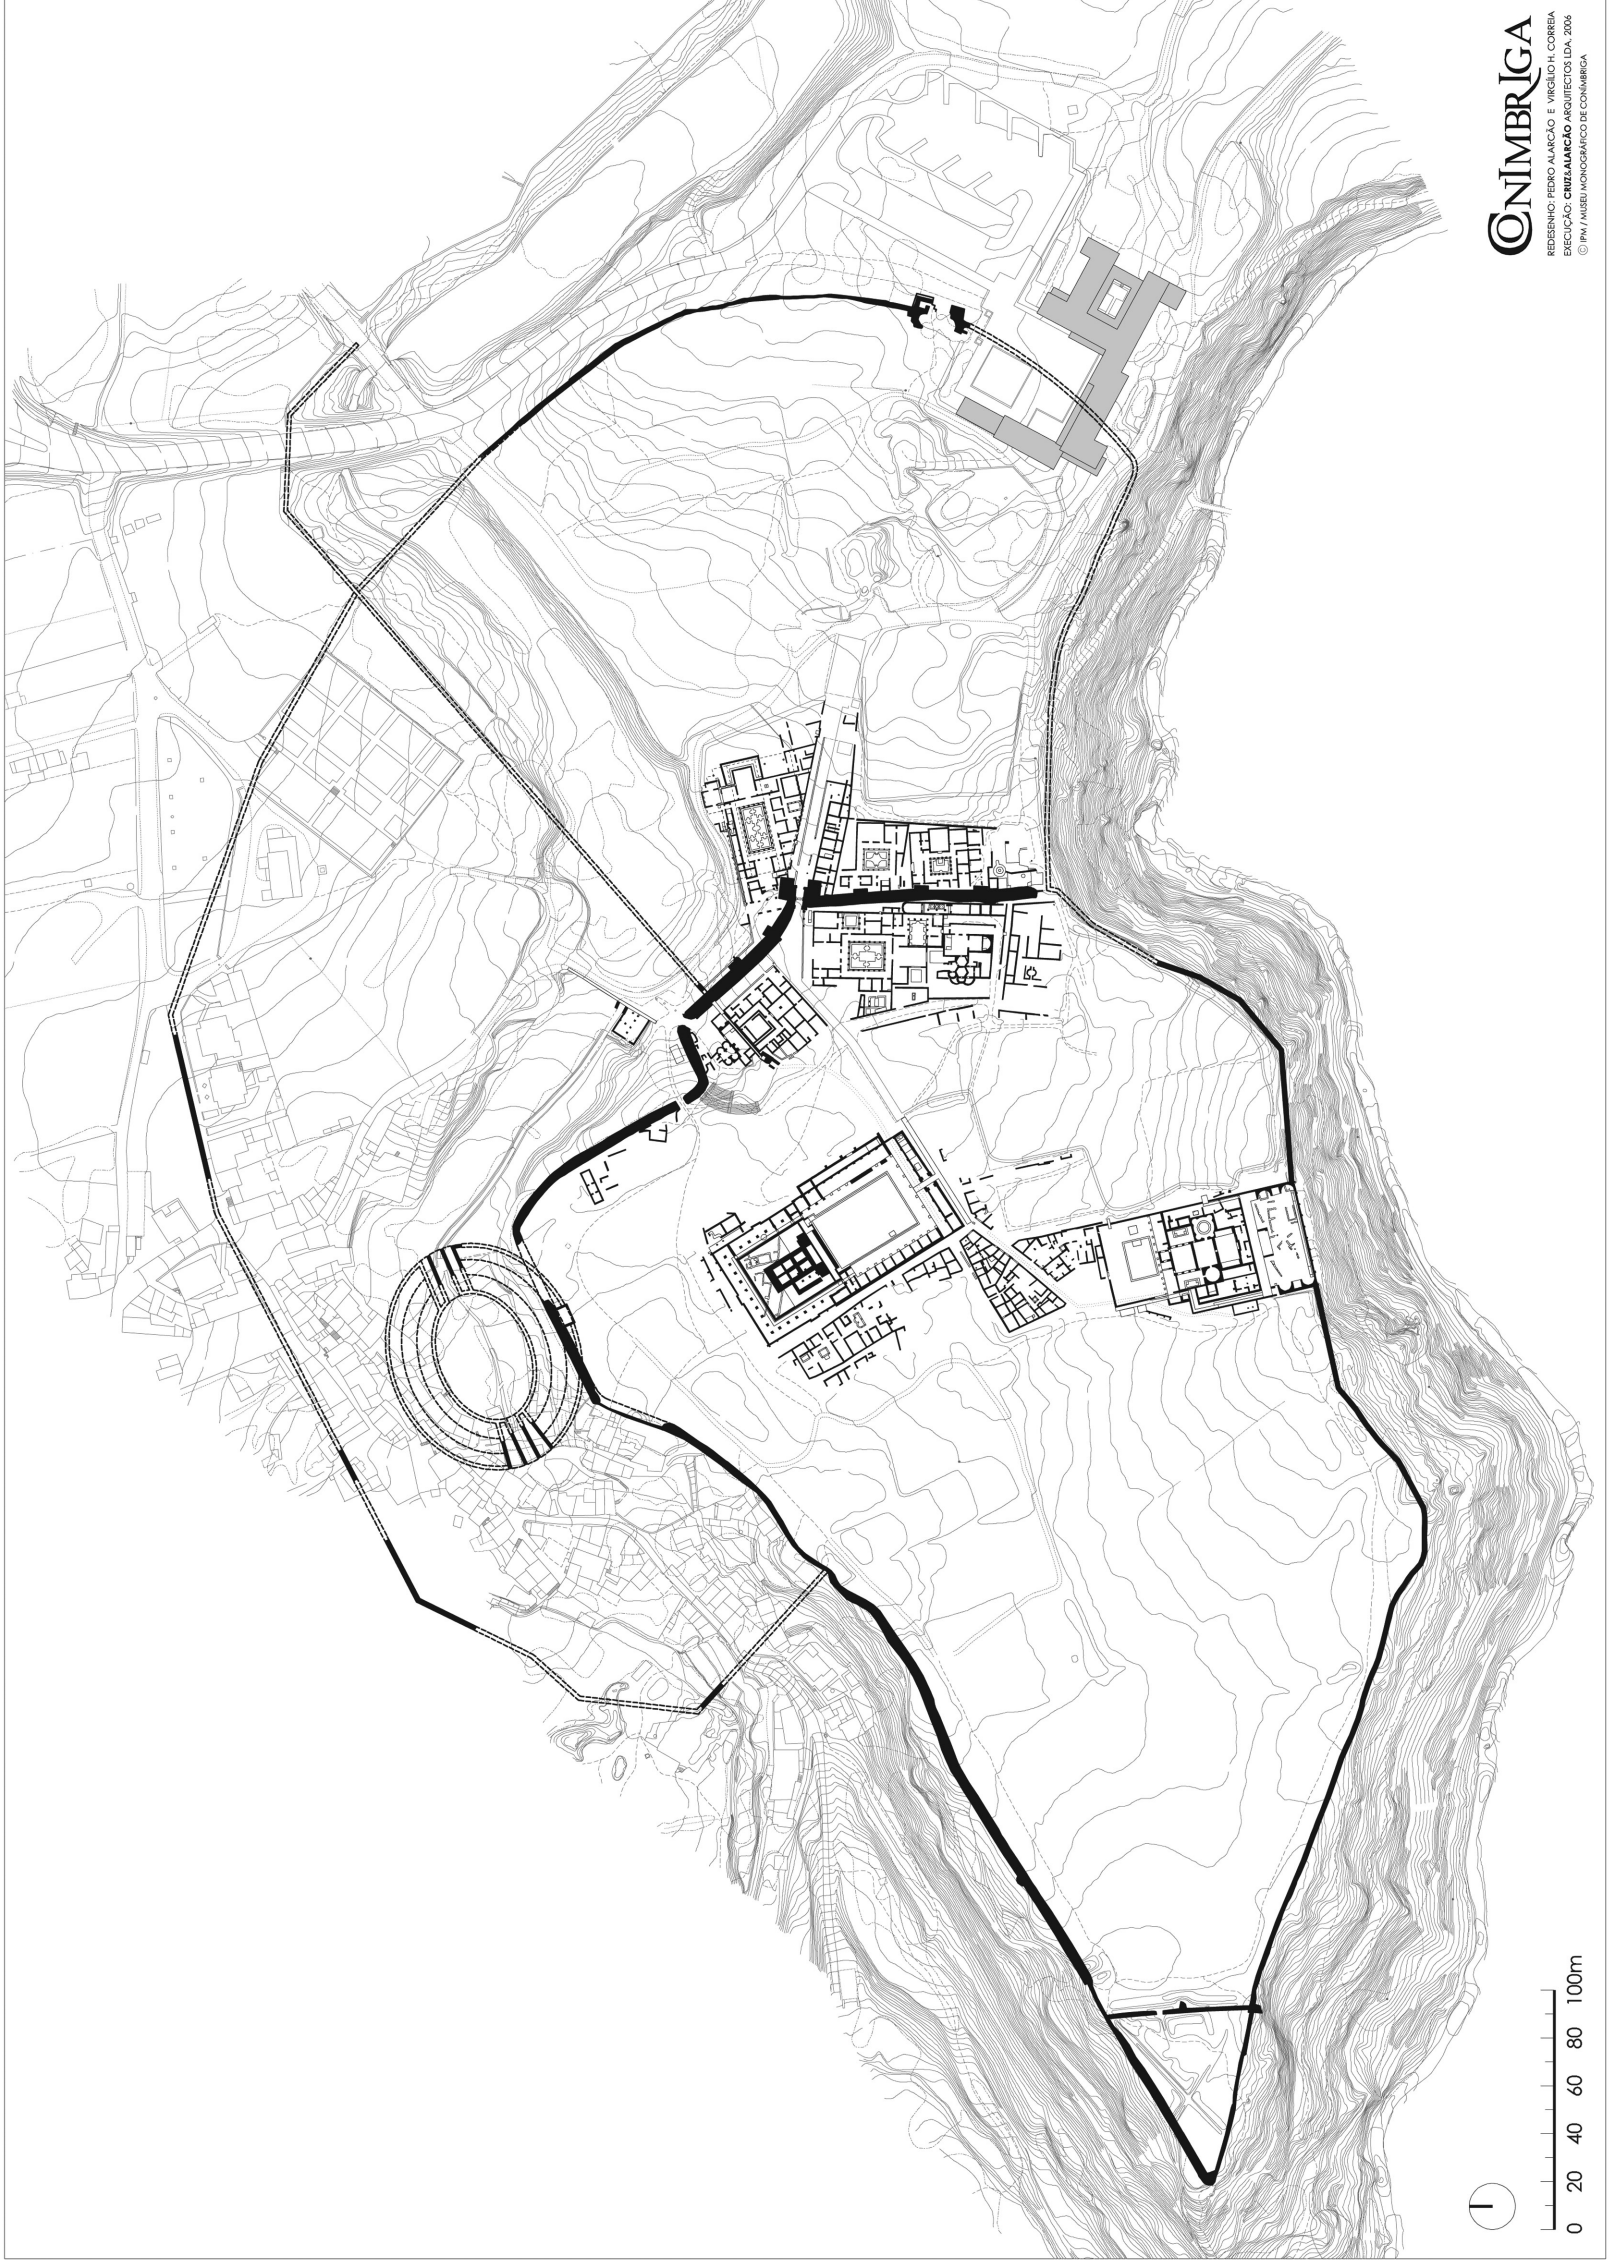 CONIMBRIGA
REDESENHO: PEDRO ALARCÃO E VIRGÍLIO H. CORREIA
EXECUÇÃO: CRUZ&ALARCÃO ARQUITECTOS LDA. 2006
© IPM / MUSEU MONOGRÁFICO DE CONIMBRIGA
0 20 40 60 80 100m